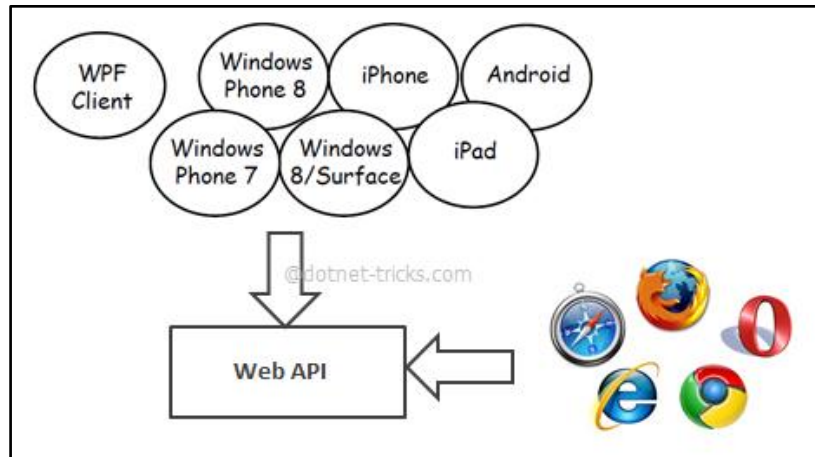 WPF
Client
Windows
Phone 8
iPhone
Android
Windows
Phone 7
Windows
8/Surface
iPad
@dotnet-tricks.com
Web API